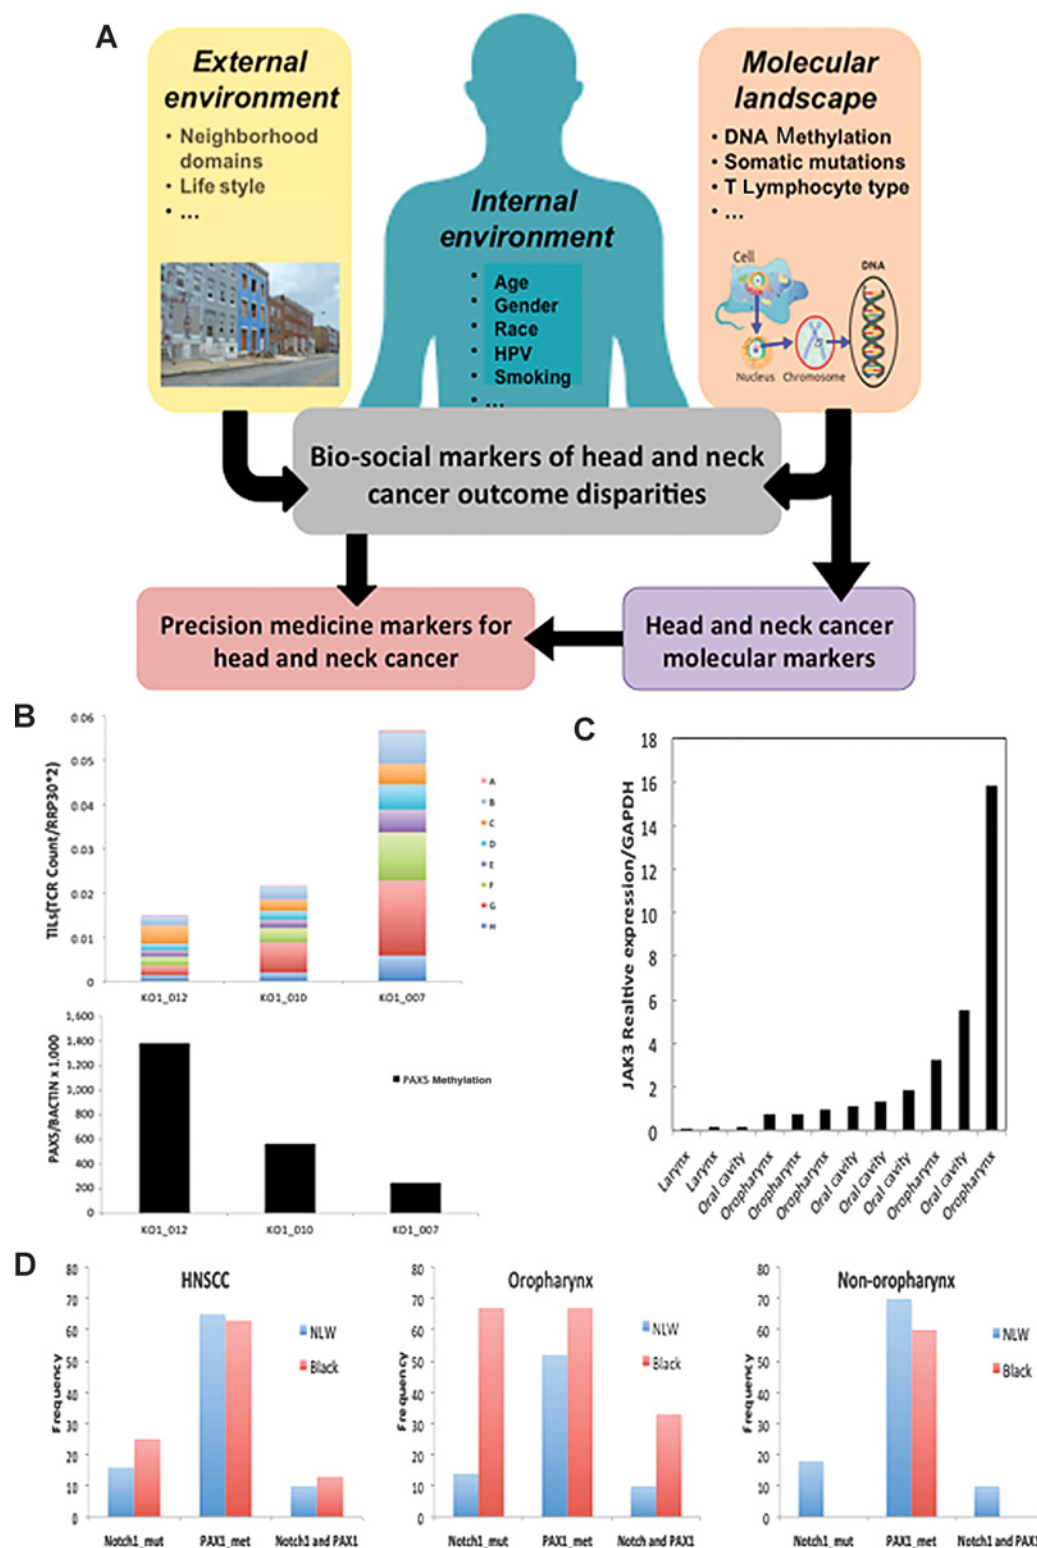 A
External
environment
• Neighborhood
domains
• Life style
• ...
Internal
environment
• Age
• Gender
• Race
• HPV
• Smoking
• ...
Molecular
landscape
• DNA Methylation
• Somatic mutations
• T Lymphocyte type
• ...
Cell
DNA
Nucleus Chromosome
Bio-social markers of head and neck
cancer outcome disparities
Precision medicine markers for
head and neck cancer
Head and neck cancer
molecular markers
B
TILs(TCR Count/RRP30*2)
0.06
0.05
0.04
0.03
0.02
0.01
0
KO1_012 KO1_010 KO1_007
A
B
C
D
E
F
G
H
PAX5/BACTIN x 1,000
1,600
1,400
1,200
1,000
800
600
400
200
0
PAX5 Methylation
KO1_012 KO1_010 KO1_007
C
JAK3 Realtive expression/GAPDH
18
16
14
12
10
8
6
4
2
0
Larynx
Larynx
Oral cavity
Oropharynx
Oropharynx
Oropharynx
Oral cavity
Oral cavity
Oral cavity
Oropharynx
Oral cavity
Oropharynx
D
HNSCC
Frequency
80
70
60
50
40
30
20
10
0
NLW
Black
Notch1_mut PAX1_met Notch1 and PAX1
Oropharynx
Frequency
80
70
60
50
40
30
20
10
0
NLW
Black
Notch1_mut PAX1_met Notch and PAX1
Non-oropharynx
Frequency
80
70
60
50
40
30
20
10
0
NLW
Black
Notch1_mut PAX1_met Notch1 and PAX1